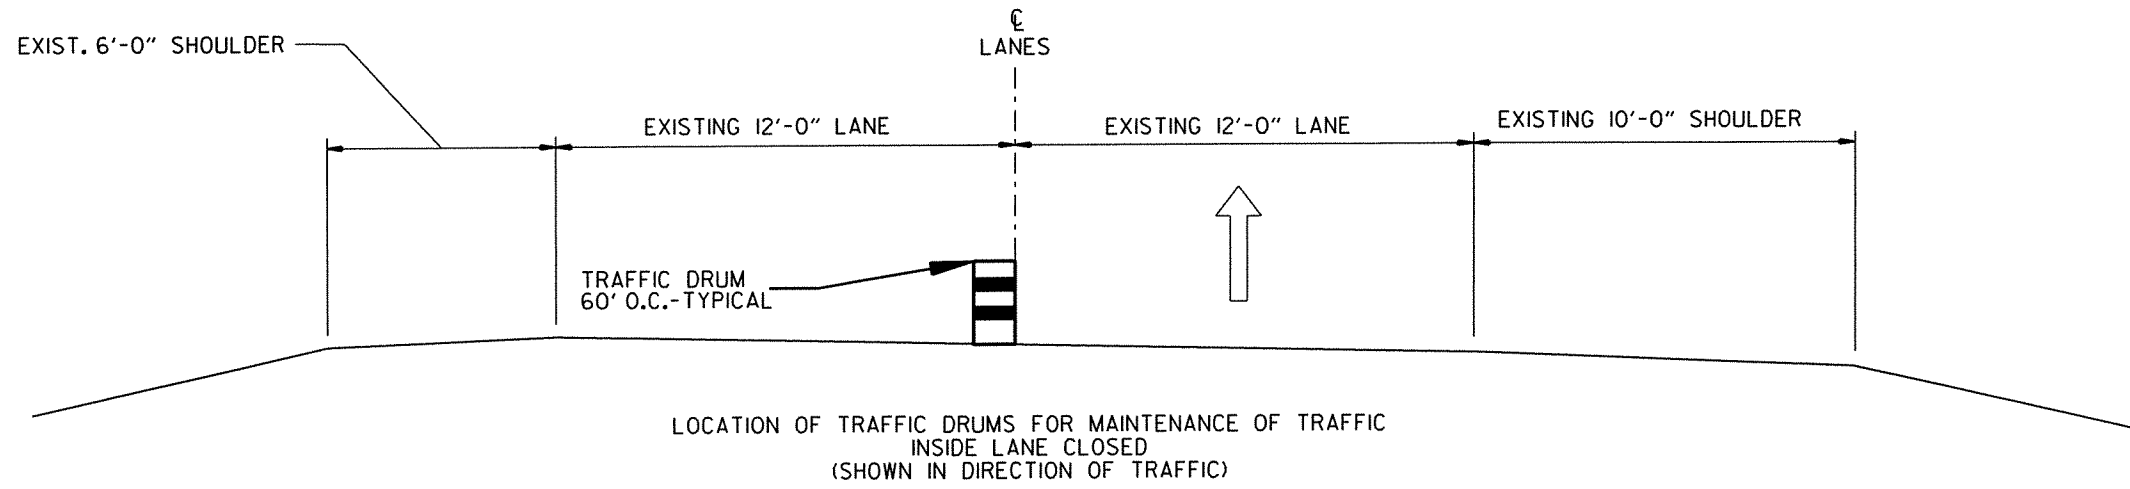 ℄
LANES
EXIST. 6'-0" SHOULDER
EXISTING 12'-0" LANE
EXISTING 12'-0" LANE
EXISTING 10'-0" SHOULDER
TRAFFIC DRUM
60' O.C.-TYPICAL
LOCATION OF TRAFFIC DRUMS FOR MAINTENANCE OF TRAFFIC
INSIDE LANE CLOSED
(SHOWN IN DIRECTION OF TRAFFIC)